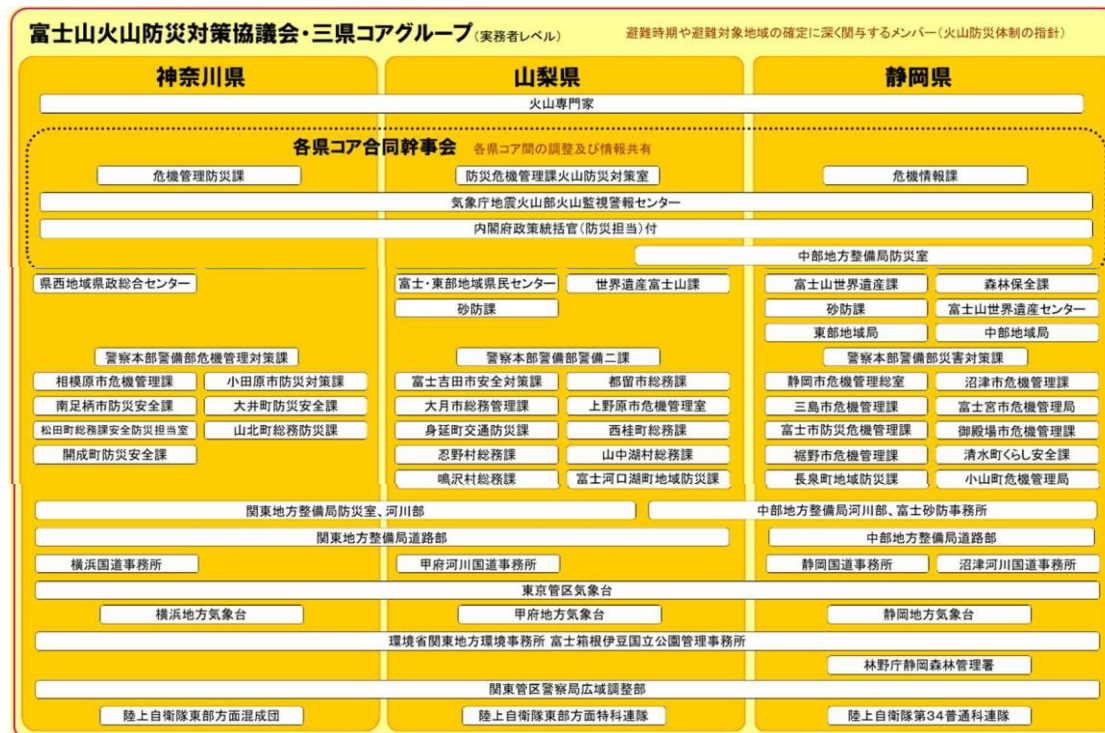 富士山火山防災対策協議会・三県コアグループ(実務者レベル) 避難時期や避難対象地域の確定に深く関与するメンバー(火山防災体制の指針)
神奈川県 山梨県 静岡県
火山専門家
各県コア合同幹事会 各県コア間の調整及び情報共有
危機管理防災課 防災危機管理課火山防災対策室 危機情報課
気象庁地震火山部火山監視警報センター
内閣府政策統括官(防災担当)付
中部地方整備局防災室
県西地域県政総合センター 富士・東部地域県民センター 世界遺産富士山課 富士山世界遺産課 森林保全課
砂防課 砂防課 富士山世界遺産センター
東部地域局 中部地域局
警察本部警備部危機管理対策課 警察本部警備部警備二課 警察本部警備部災害対策課
相模原市危機管理課 小田原市防災対策課 富士吉田市安全対策課 都留市総務課 静岡市危機管理総室 沼津市危機管理課
南足柄市防災安全課 大井町防災安全課 大月市総務管理課 上野原市危機管理室 三島市危機管理課 富士宮市危機管理局
松田町総務課安全防災担当室 山北町総務防災課 身延町交通防災課 西桂町総務課 富士市防災危機管理課 御殿場市危機管理課
開成町防災安全課 忍野村総務課 山中湖村総務課 裾野市危機管理課 清水町くらし安全課
鳴沢村総務課 富士河口湖町地域防災課 長泉町地域防災課 小山町危機管理局
関東地方整備局防災室、河川部 中部地方整備局河川部、富士砂防事務所
関東地方整備局道路部 中部地方整備局道路部
横浜国道事務所 甲府河川国道事務所 静岡国道事務所 沼津河川国道事務所
東京管区気象台
横浜地方気象台 甲府地方気象台 静岡地方気象台
環境省関東地方環境事務所 富士箱根伊豆国立公園管理事務所
林野庁静岡森林管理署
関東管区警察局広域調整部
陸上自衛隊東部方面混成団 陸上自衛隊東部方面特科連隊 陸上自衛隊第34普通科連隊